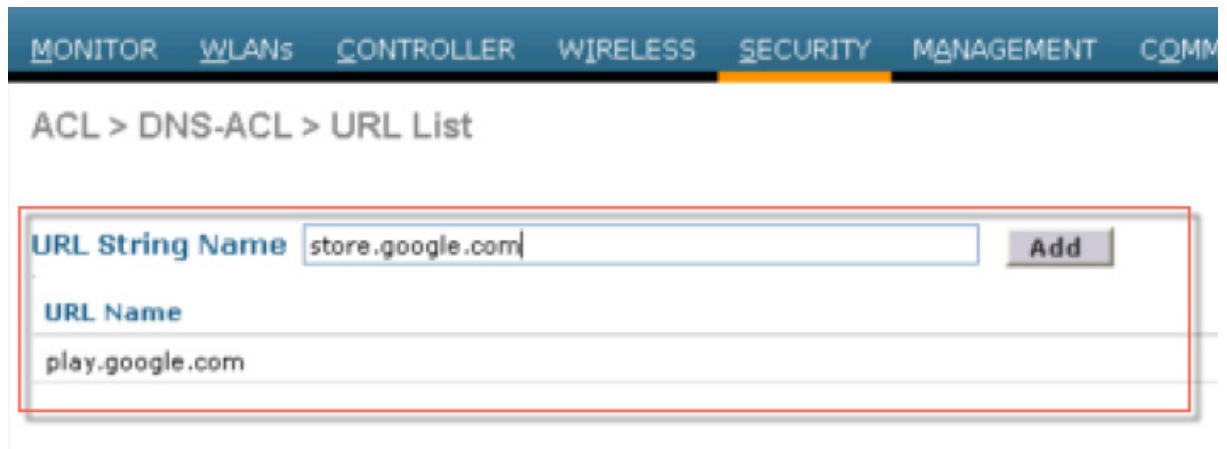 MONITOR WLANs CONTROLLER WIRELESS SECURITY MANAGEMENT COMM
ACL > DNS-ACL > URL List
URL String Name store.google.com Add
URL Name
play.google.com